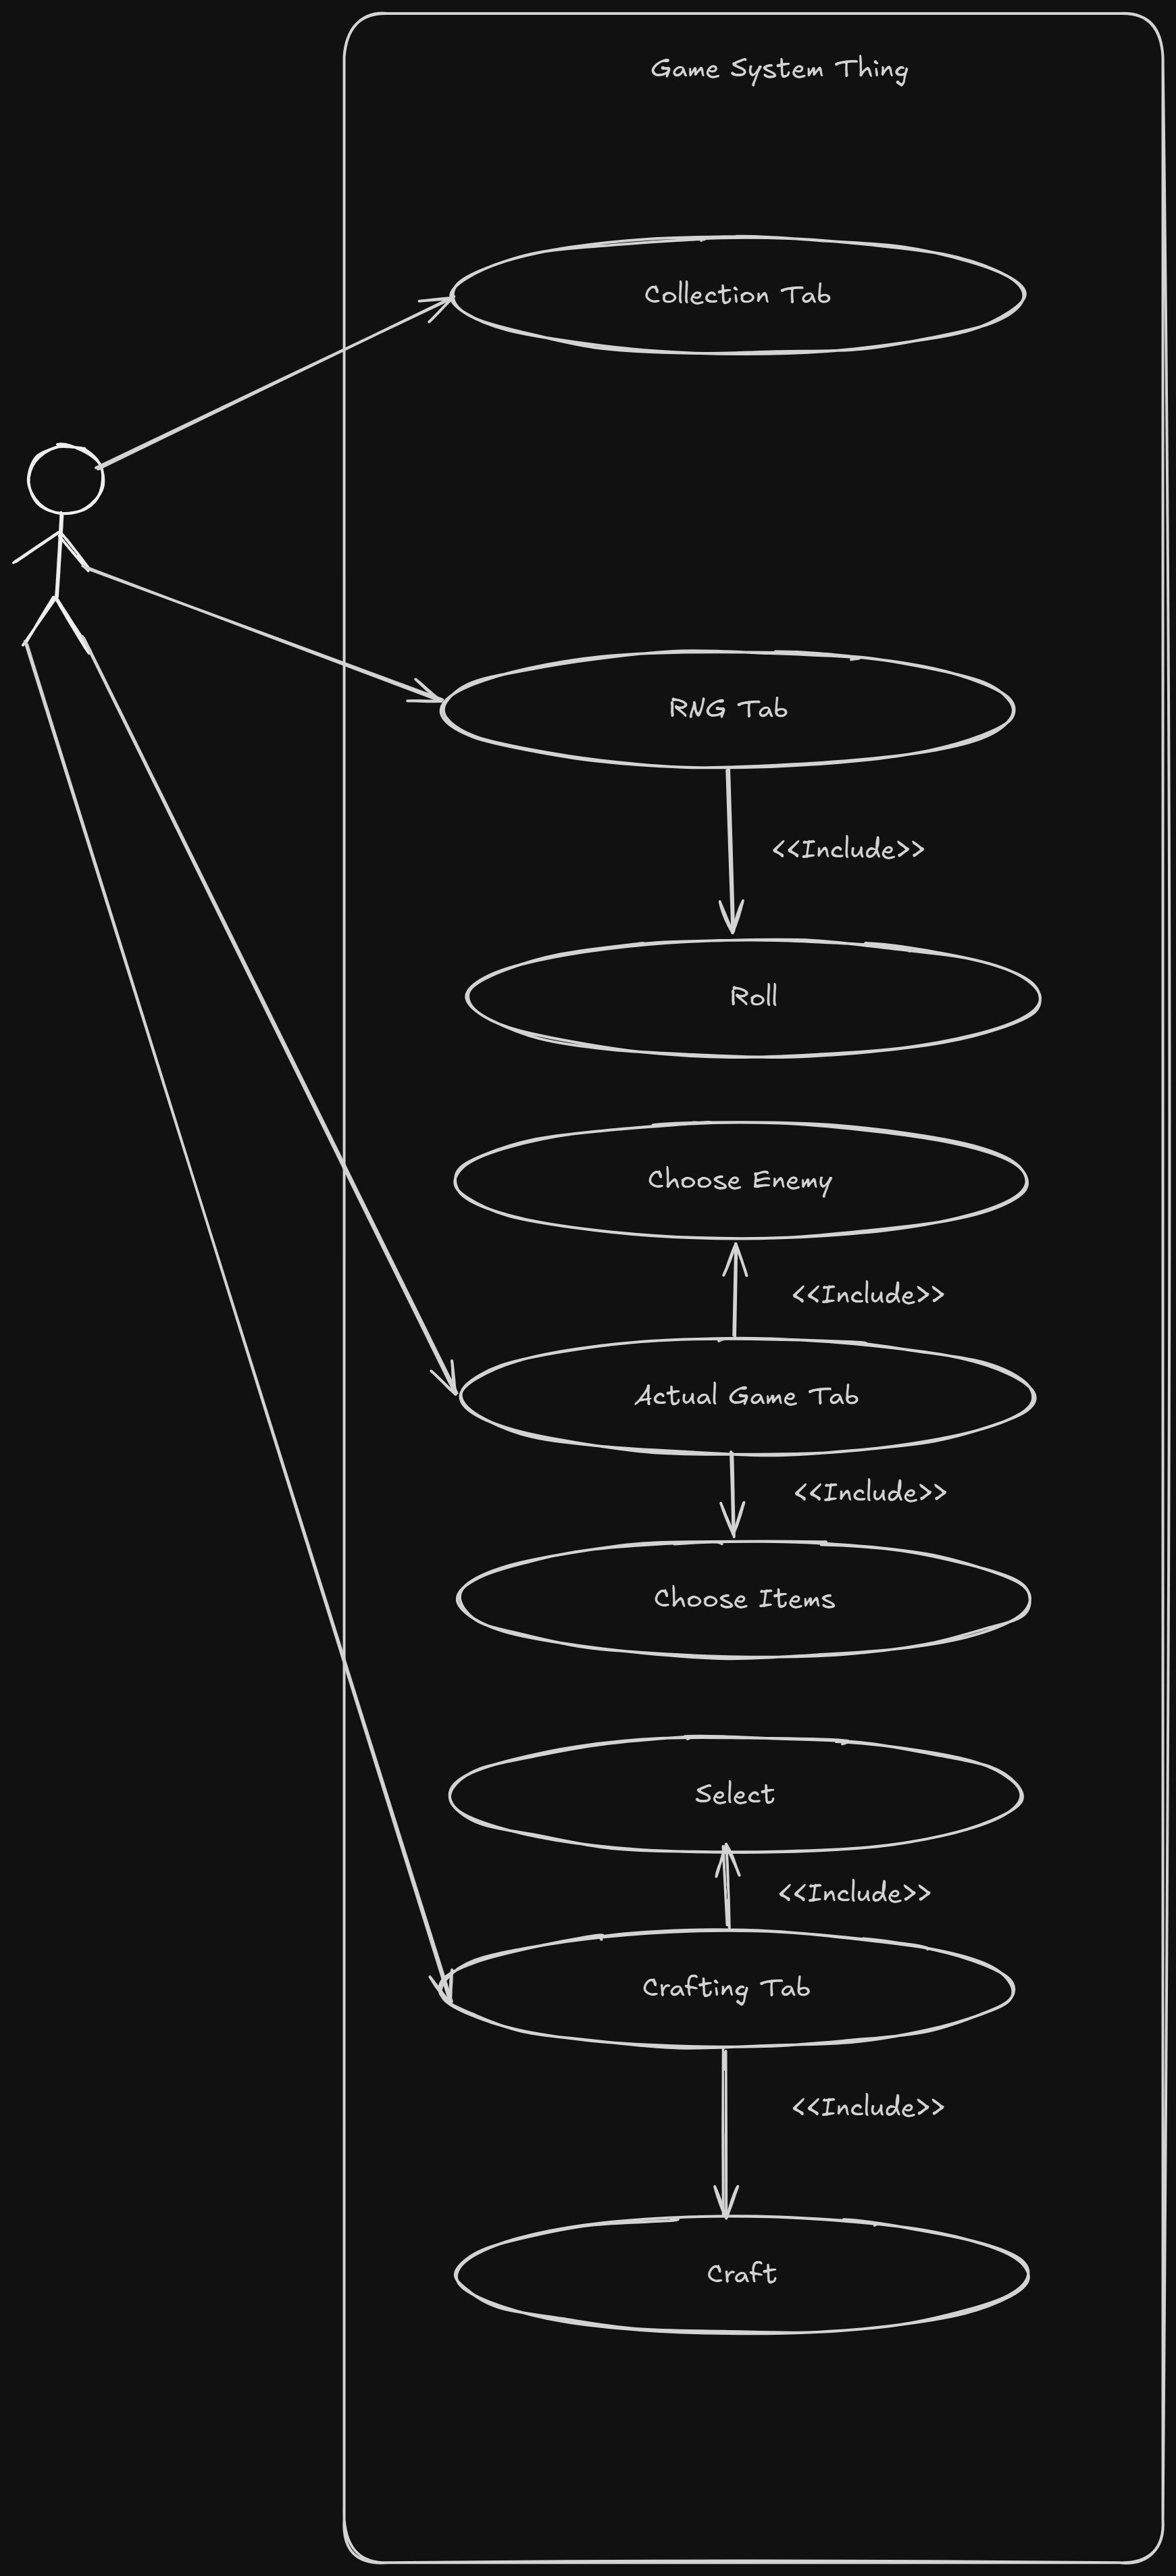 Game System Thing
Collection Tab
RNG Tab
<<Include>>
Roll
Choose Enemy
<<Include>>
Actual Game Tab
<<Include>>
Choose Items
Select
<<Include>>
Crafting Tab
<<Include>>
Craft